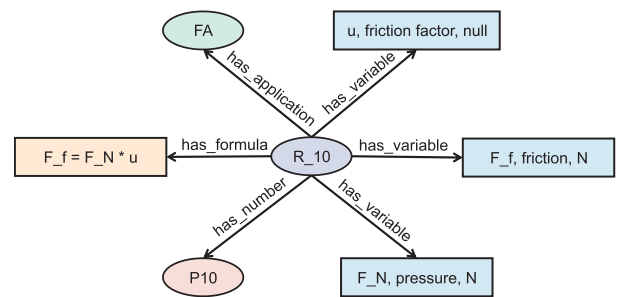 FA
u, friction factor, null
has_application
has_variable
F_f = F_N * u
has_formula
R_10
has_variable
F_f, friction, N
has_number
has_variable
P10
F_N, pressure, N